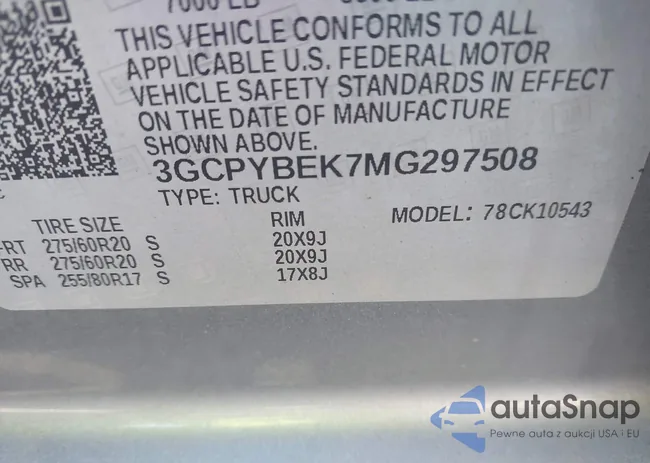 THIS VEHICLE CONFORMS TO ALL
APPLICABLE U.S. FEDERAL MOTOR
VEHICLE SAFETY STANDARDS IN EFFECT
ON THE DATE OF MANUFACTURE
SHOWN ABOVE.
3GCPYBEK7MG297508
TYPE: TRUCK MODEL: 78CK10543
TIRE SIZE RIM
RT 275/60R20 S 20X9J
RR 275/60R20 S 20X9J
SPA 255/80R17 S 17X8J
autaSnap
Pewne auta z aukcji USA i EU